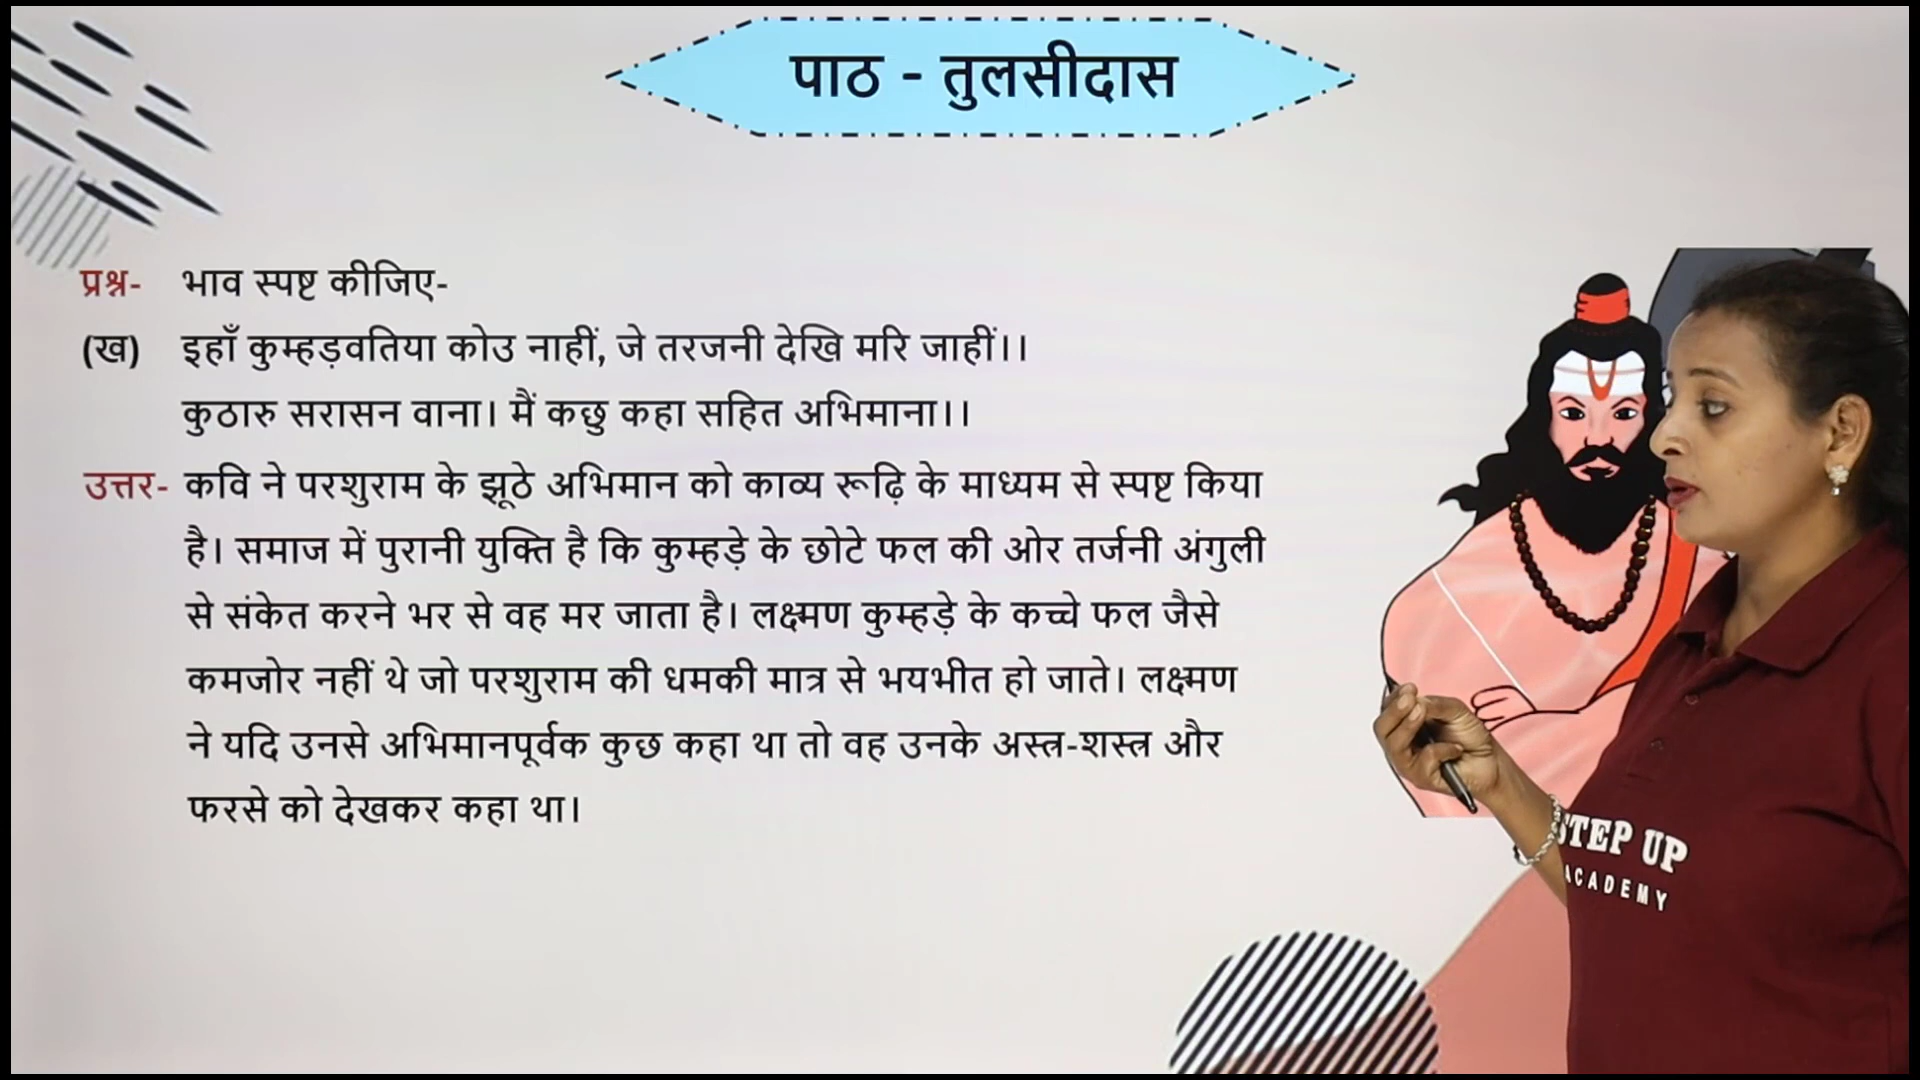 पाठ - तुलसीदास
प्रश्न- भाव स्पष्ट कीजिए-
(ख) इहाँ कुम्हड़वतिया कोउ नाहीं, जे तरजनी देखि मरि जाहीं।।
कुठारु सरासन वाना। मैं कछु कहा सहित अभिमाना।।
उत्तर- कवि ने परशुराम के झूठे अभिमान को काव्य रूढ़ि के माध्यम से स्पष्ट किया
है। समाज में पुरानी युक्ति है कि कुम्हड़े के छोटे फल की ओर तर्जनी अंगुली
से संकेत करने भर से वह मर जाता है। लक्ष्मण कुम्हड़े के कच्चे फल जैसे
कमजोर नहीं थे जो परशुराम की धमकी मात्र से भयभीत हो जाते। लक्ष्मण
ने यदि उनसे अभिमानपूर्वक कुछ कहा था तो वह उनके अस्त्र-शस्त्र और
फरसे को देखकर कहा था।
STEP UP
ACADEMY